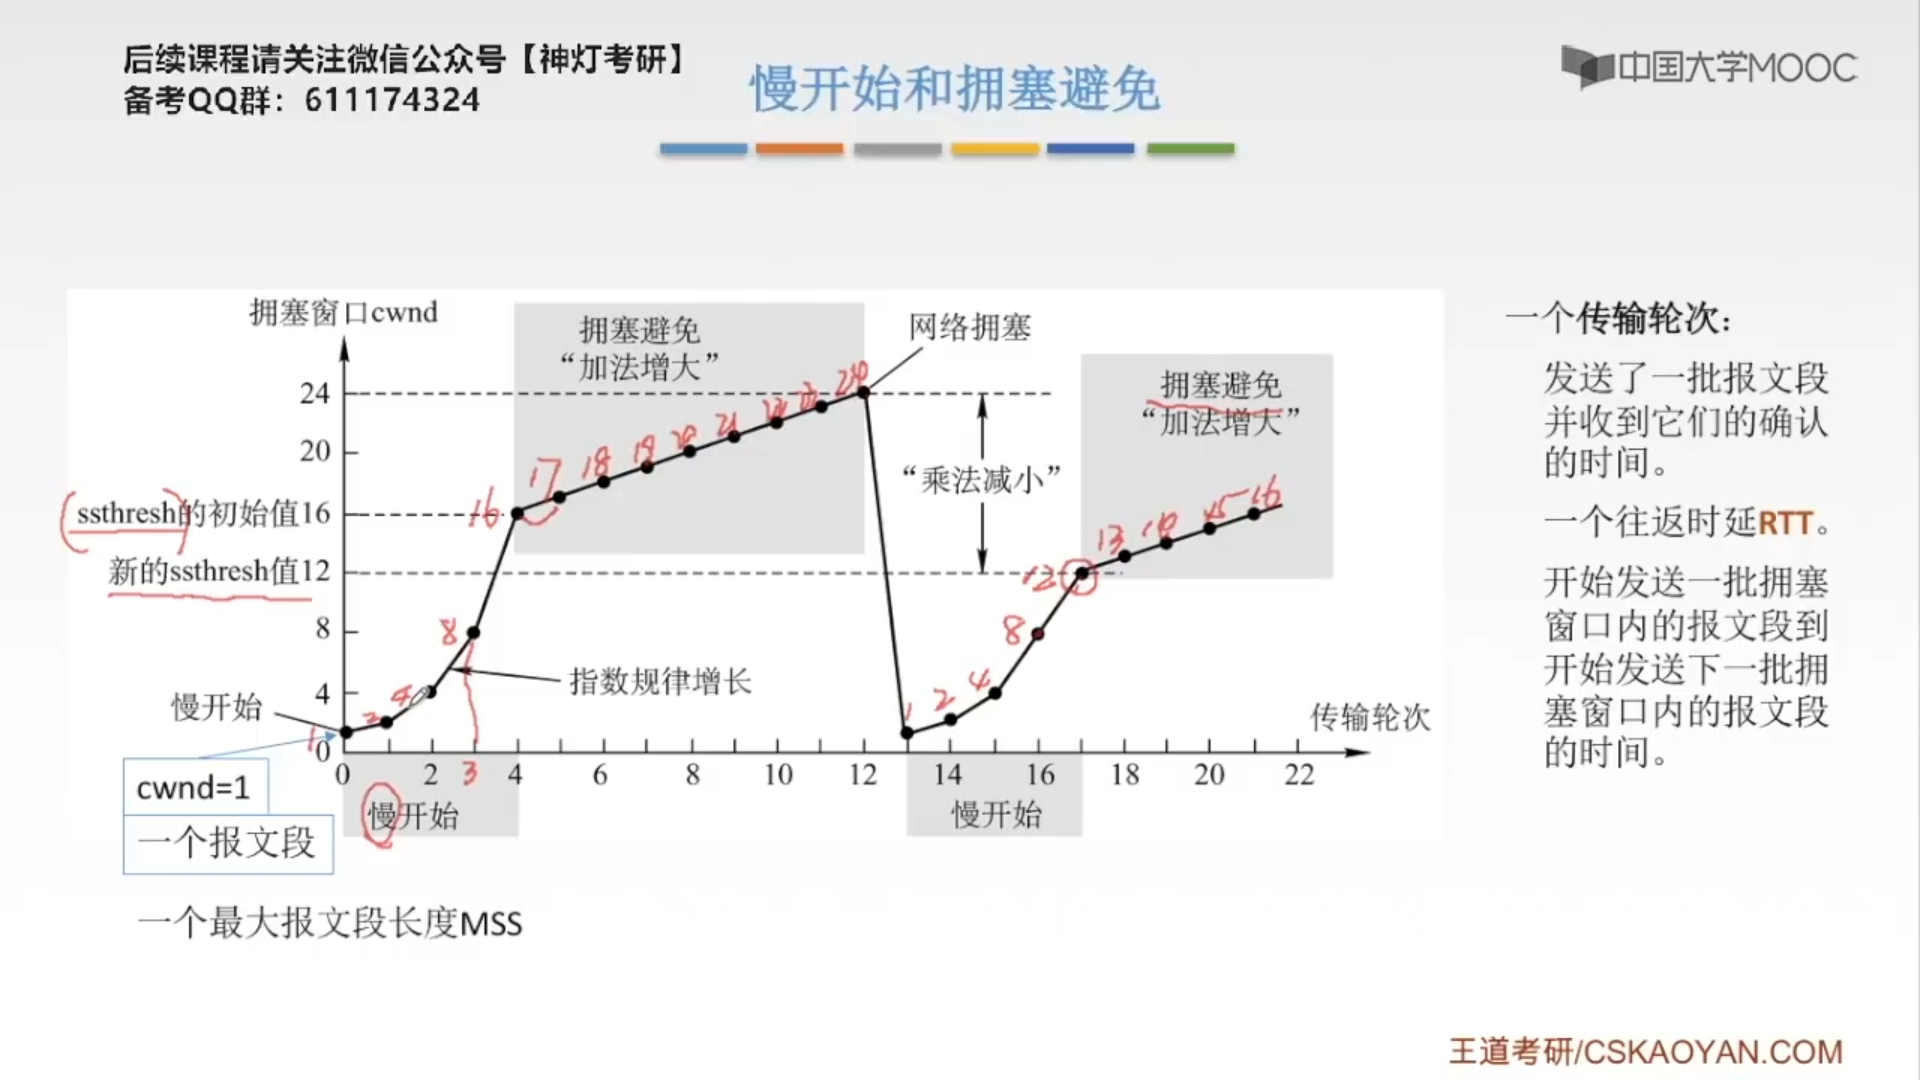 后续课程请关注微信公众号【神灯考研】
备考QQ群：611174324
慢开始和拥塞避免
中国大学MOOC
拥塞窗口cwnd
拥塞避免
“加法增大”
网络拥塞
拥塞避免
“加法增大”
“乘法减小”
24
20
ssthresh的初始值16
新的ssthresh值12
8
4
0
慢开始
指数规律增长
传输轮次
0 2 4 6 8 10 12 14 16 18 20 22
慢开始
慢开始
1 2 4 8 16 17 18 19 20 21
24
1 2 4 8 12 13
15 16
3
cwnd=1
一个报文段
一个最大报文段长度MSS
一个传输轮次：
发送了一批报文段
并收到它们的确认
的时间。
一个往返时延RTT。
开始发送一批拥塞
窗口内的报文段到
开始发送下一批拥
塞窗口内的报文段
的时间。
王道考研/CSKAOYAN.COM